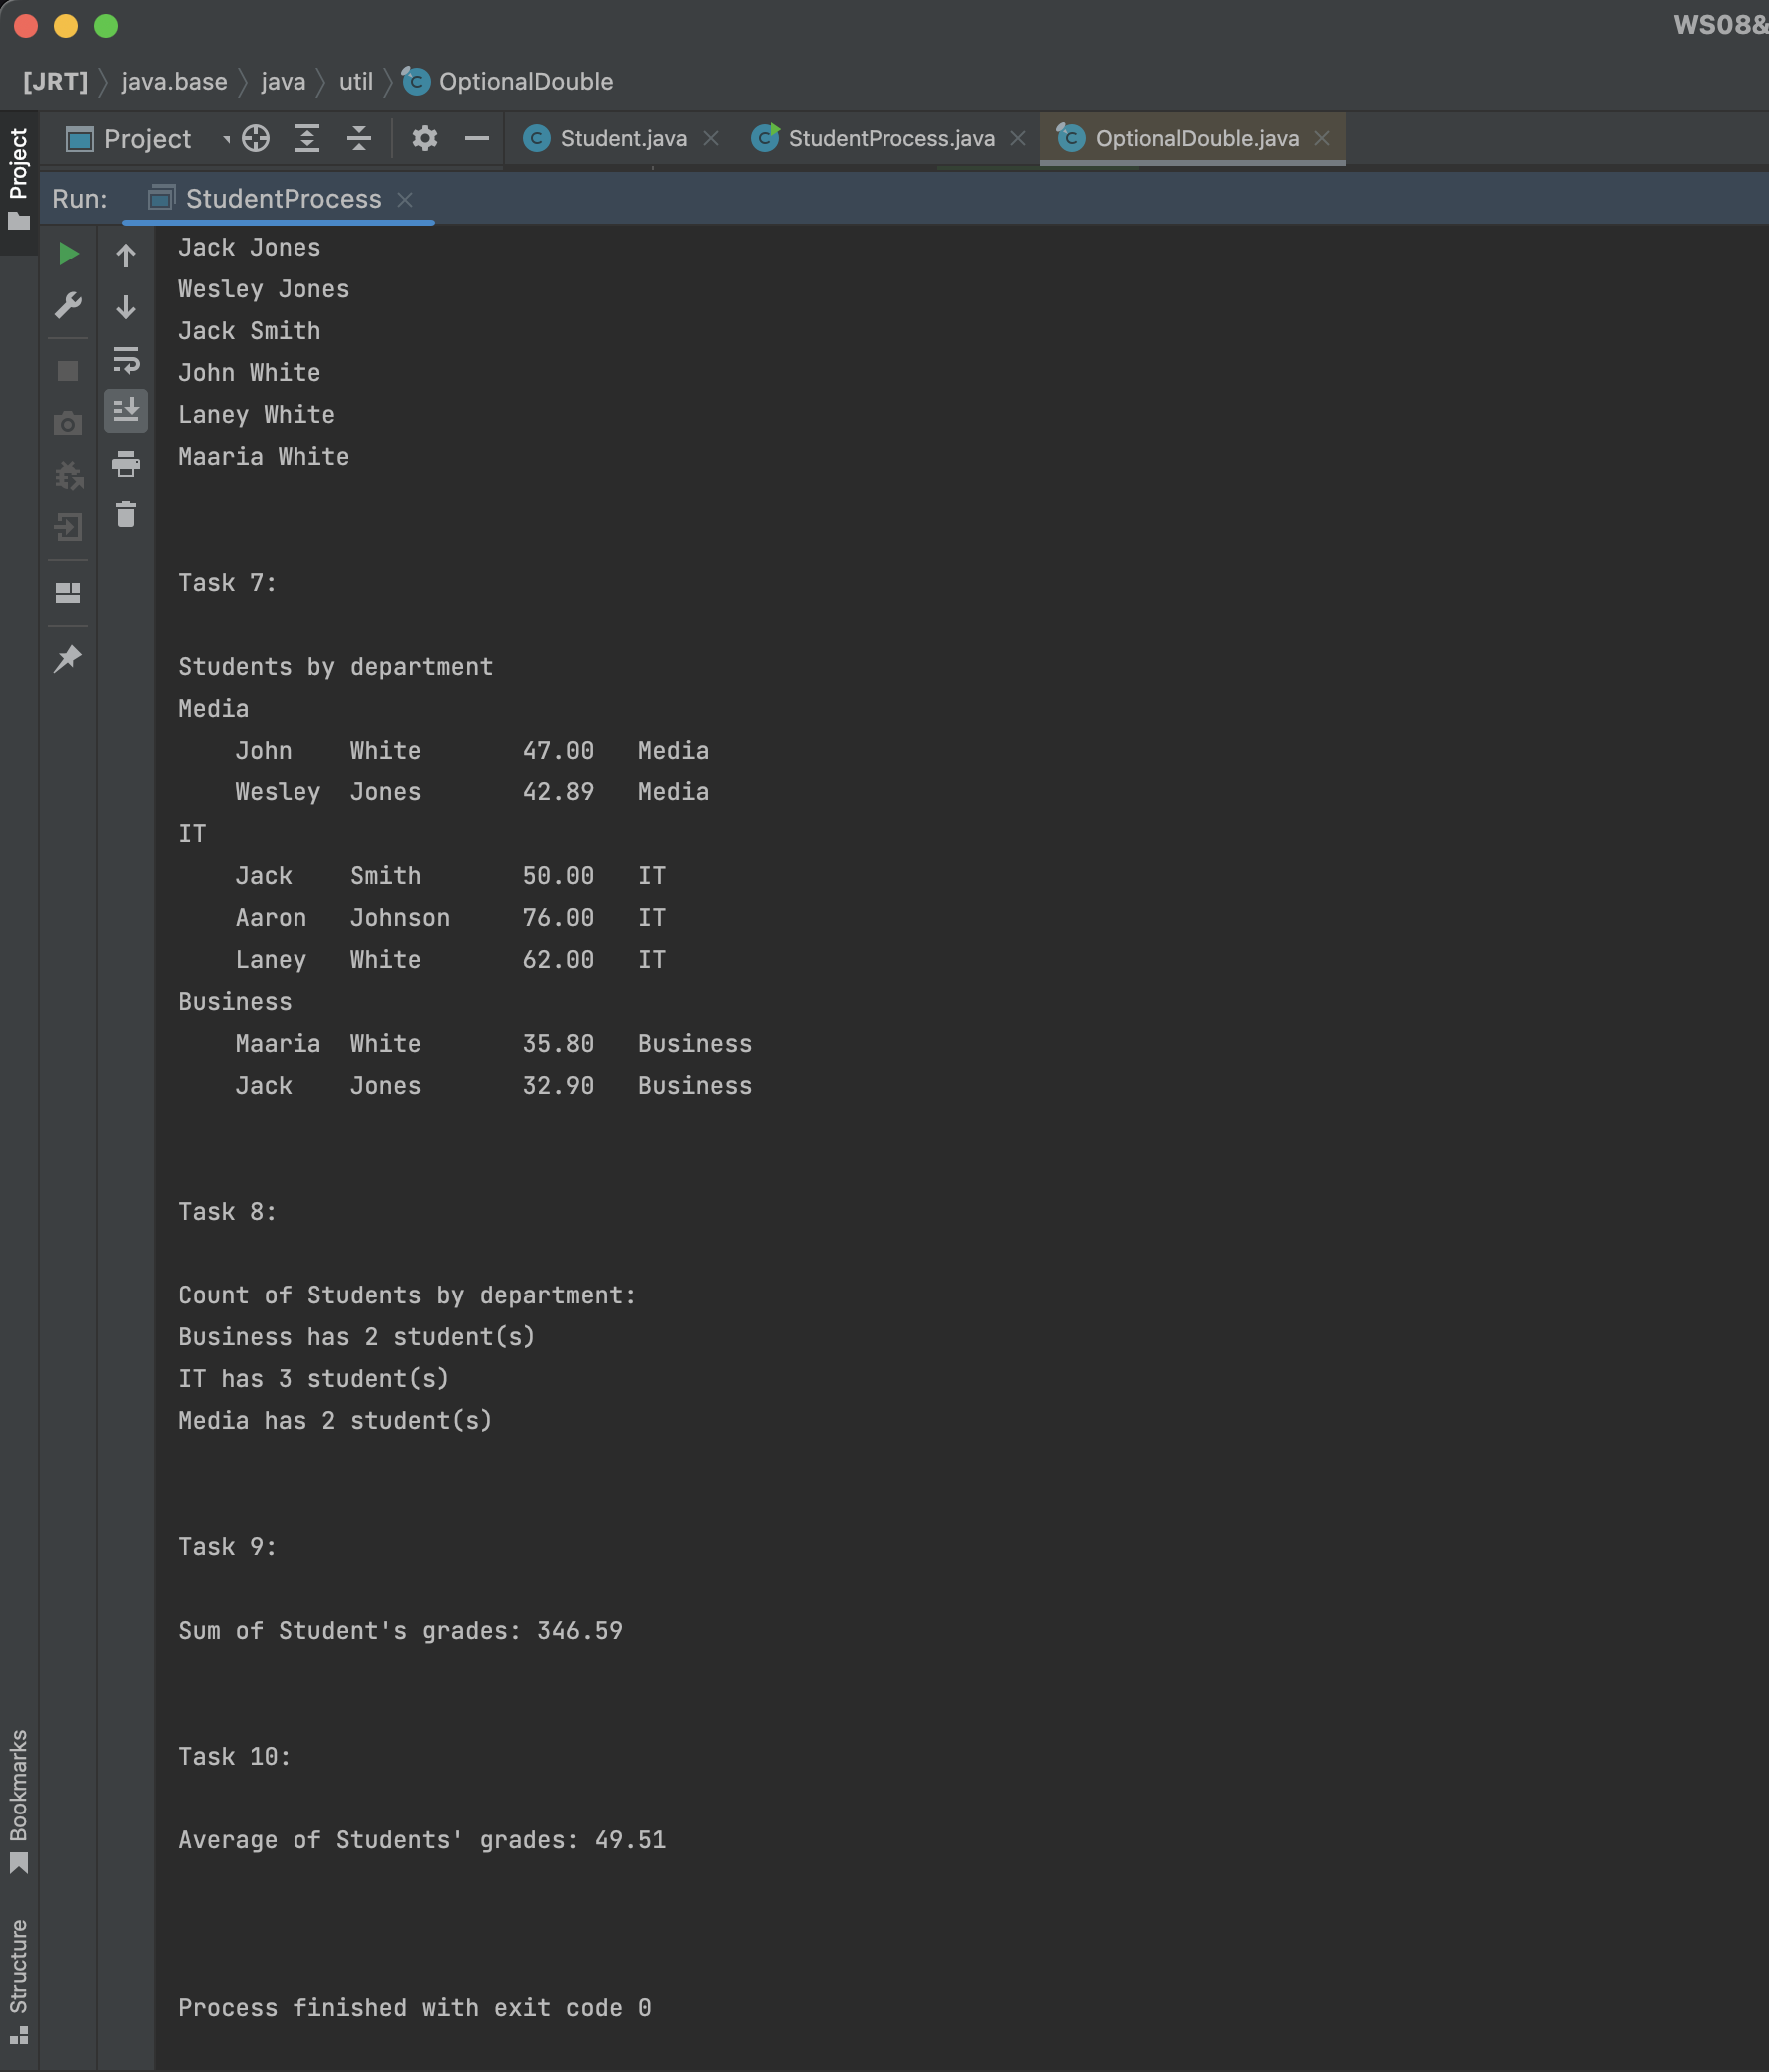 WS08&
[JRT] java.base java util OptionalDouble
Project Student.java StudentProcess.java OptionalDouble.java
Project
Run: StudentProcess
Jack Jones
Wesley Jones
Jack Smith
John White
Laney White
Maaria White
Task 7:
Students by department
Media
John White 47.00 Media
Wesley Jones 42.89 Media
IT
Jack Smith 50.00 IT
Aaron Johnson 76.00 IT
Laney White 62.00 IT
Business
Maaria White 35.80 Business
Jack Jones 32.90 Business
Task 8:
Count of Students by department:
Business has 2 student(s)
IT has 3 student(s)
Media has 2 student(s)
Task 9:
Sum of Student's grades: 346.59
Task 10:
Average of Students' grades: 49.51
Process finished with exit code 0
Bookmarks
Structure